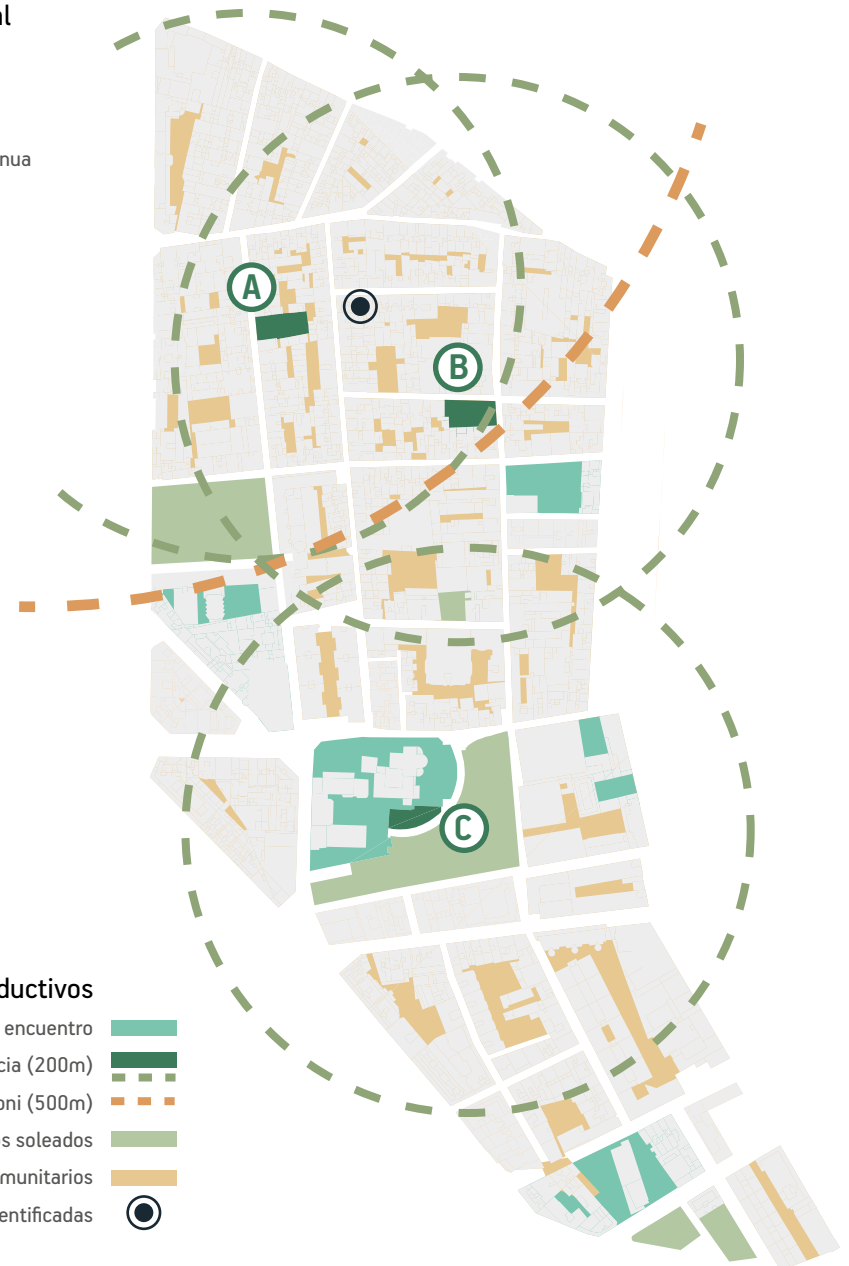 al
nua
A
B
C
ductivos
encuentro
cia (200m)
oni (500m)
s soleados
munitarios
entificadas